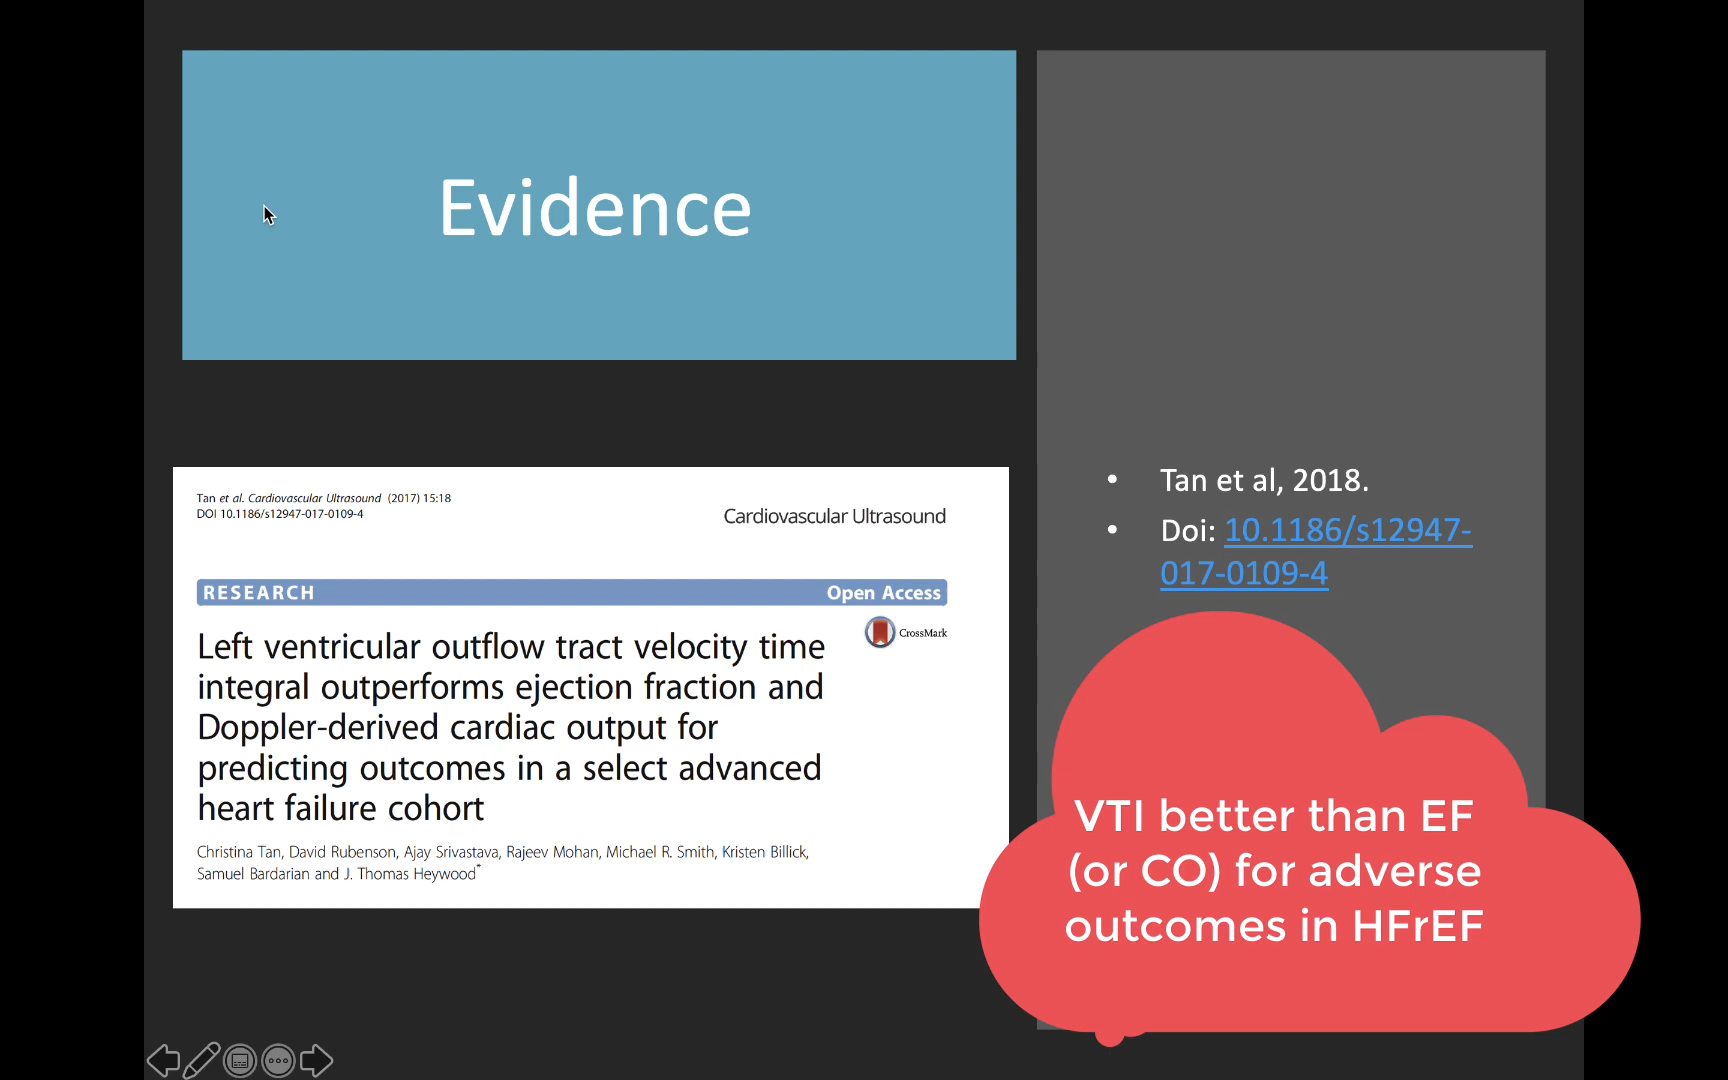 Evidence
Tan et al. Cardiovascular Ultrasound (2017) 15:18
DOI 10.1186/s12947-017-0109-4
Cardiovascular Ultrasound
RESEARCH
Open Access
CrossMark
Left ventricular outflow tract velocity time
integral outperforms ejection fraction and
Doppler-derived cardiac output for
predicting outcomes in a select advanced
heart failure cohort
Christina Tan, David Rubenson, Ajay Srivastava, Rajeev Mohan, Michael R. Smith, Kristen Billick,
Samuel Bardarian and J. Thomas Heywood*
• Tan et al, 2018.
• Doi: 10.1186/s12947-
017-0109-4
VTI better than EF
(or CO) for adverse
outcomes in HFrEF